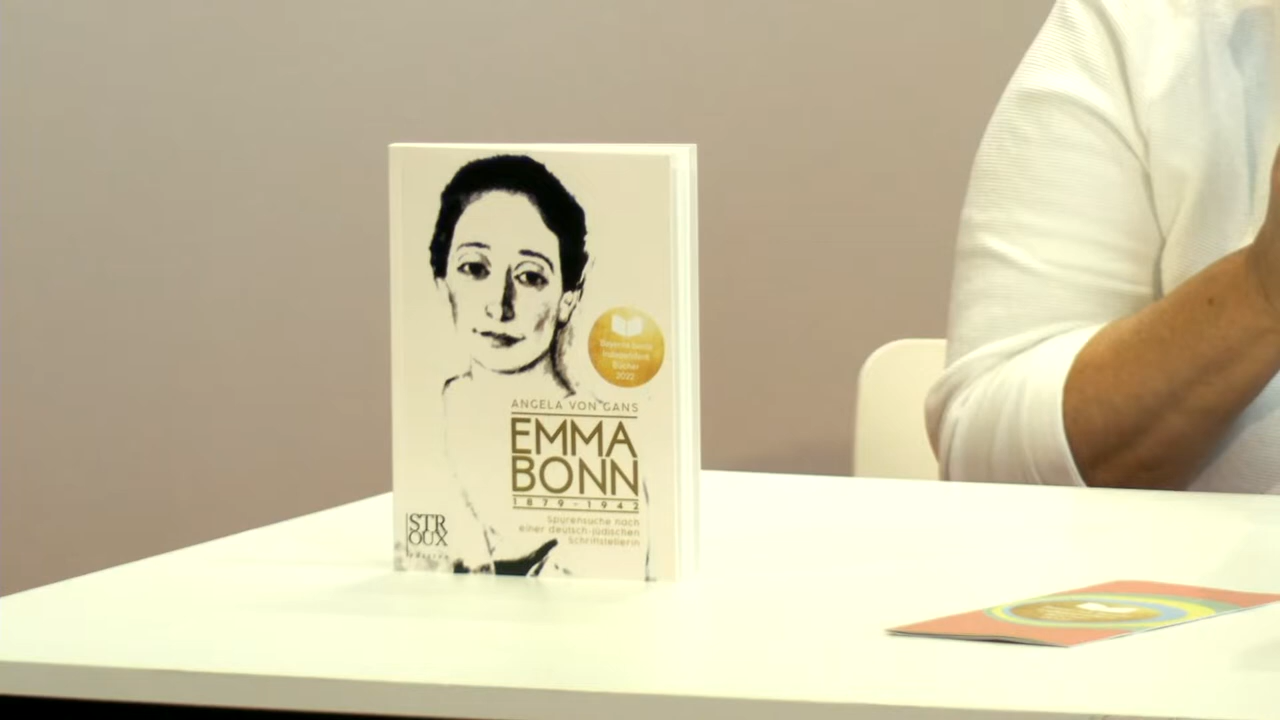 Bayerns beste
Independent
Bücher
2022
ANGELA VON GANS
EMMA
BONN
1879-1942
Spurensuche nach
einer deutsch-jüdischen
Schriftstellerin
STR
OUX
edition